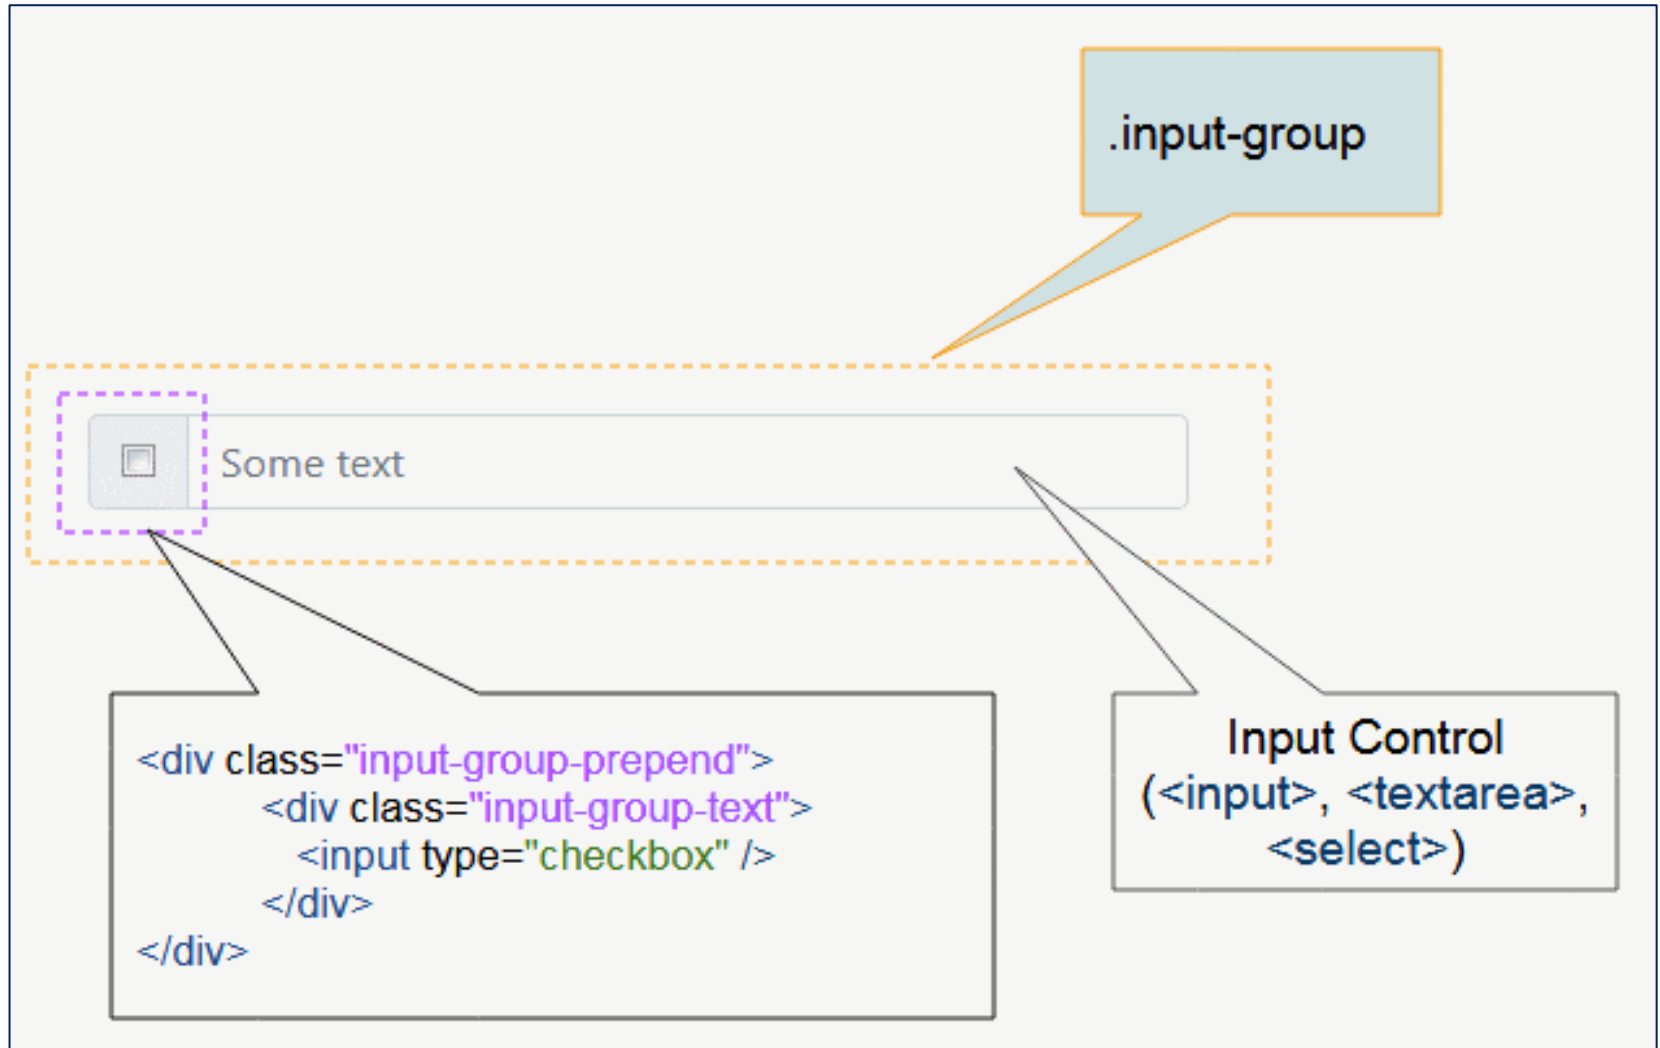 .input-group
Some text
<div class="input-group-prepend">
<div class="input-group-text">
<input type="checkbox" />
</div>
</div>
Input Control
(<input>, <textarea>,
<select>)